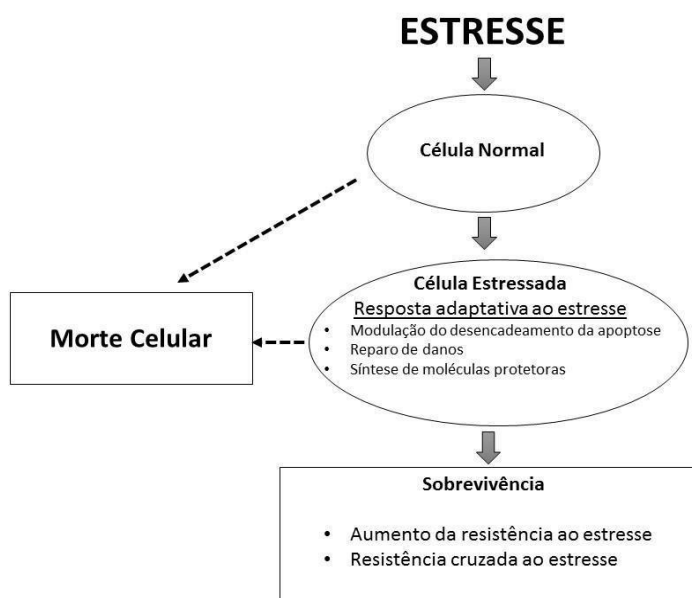 ESTRESSE
Célula Normal
Célula Estressada
Resposta adaptativa ao estresse
• Modulação do desencadeamento da apoptose
• Reparo de danos
• Síntese de moléculas protetoras
Morte Celular
Sobrevivência
• Aumento da resistência ao estresse
• Resistência cruzada ao estresse